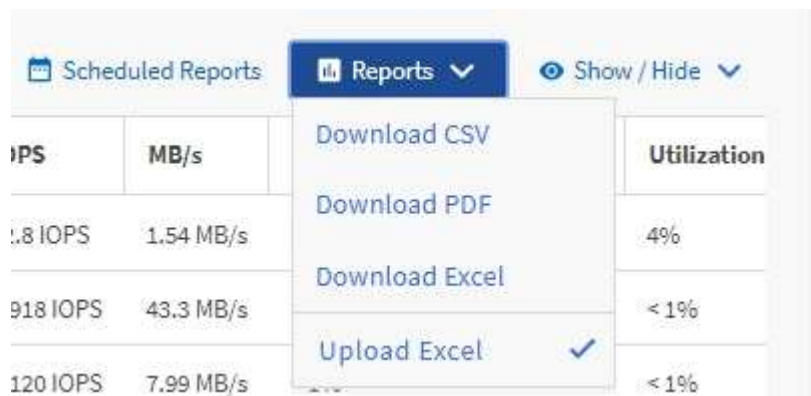 Scheduled Reports Reports Show / Hide
MB/s Utilization
Download CSV
1.54 MB/s 4%
Download PDF
918 IOPS 43.3 MB/s < 1%
Download Excel
Upload Excel
120 IOPS 7.99 MB/s < 1%